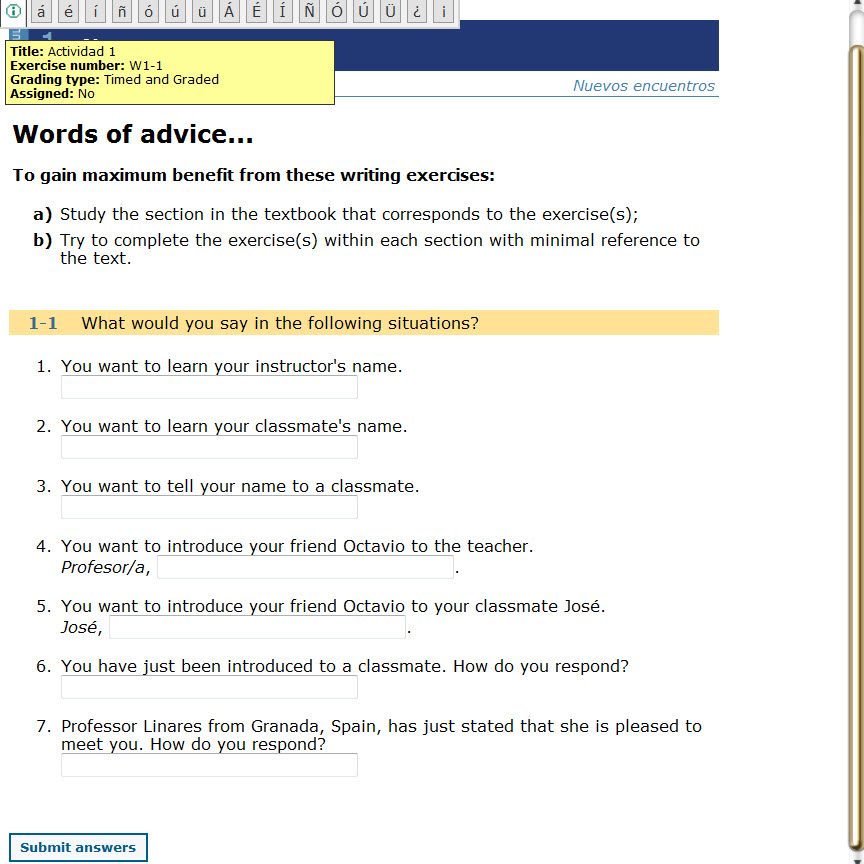 á é í ñ ó ú ü Á É Í Ñ Ó Ú Ü ¿ ¡
Title: Actividad 1
Exercise number: W1-1
Grading type: Timed and Graded
Assigned: No
Nuevos encuentros
Words of advice...
To gain maximum benefit from these writing exercises:
a) Study the section in the textbook that corresponds to the exercise(s);
b) Try to complete the exercise(s) within each section with minimal reference to
the text.
1-1 What would you say in the following situations?
1. You want to learn your instructor's name.
2. You want to learn your classmate's name.
3. You want to tell your name to a classmate.
4. You want to introduce your friend Octavio to the teacher.
Profesor/a, .
5. You want to introduce your friend Octavio to your classmate José.
José, .
6. You have just been introduced to a classmate. How do you respond?
7. Professor Linares from Granada, Spain, has just stated that she is pleased to
meet you. How do you respond?
Submit answers